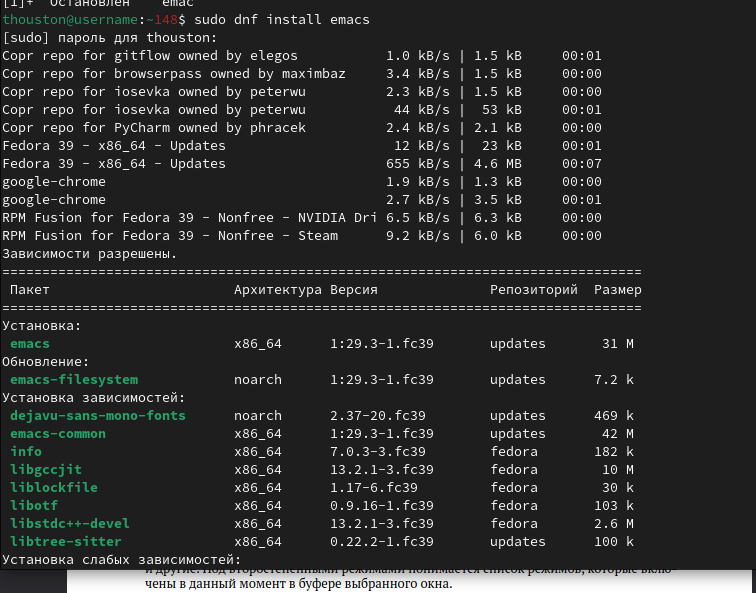 [1]+  Остановлен    emac
thouston@username:~148$ sudo dnf install emacs
[sudo] пароль для thouston:
Copr repo for gitflow owned by elegos           1.0 kB/s | 1.5 kB     00:01
Copr repo for browserpass owned by maximbaz     3.4 kB/s | 1.5 kB     00:00
Copr repo for iosevka owned by peterwu          2.3 kB/s | 1.5 kB     00:00
Copr repo for iosevka owned by peterwu           44 kB/s |  53 kB     00:01
Copr repo for PyCharm owned by phracek          2.4 kB/s | 2.1 kB     00:00
Fedora 39 - x86_64 - Updates                     12 kB/s |  23 kB     00:01
Fedora 39 - x86_64 - Updates                    655 kB/s | 4.6 MB     00:07
google-chrome                                   1.9 kB/s | 1.3 kB     00:00
google-chrome                                   2.7 kB/s | 3.5 kB     00:01
RPM Fusion for Fedora 39 - Nonfree - NVIDIA Dri 6.5 kB/s | 6.3 kB     00:00
RPM Fusion for Fedora 39 - Nonfree - Steam      9.2 kB/s | 6.0 kB     00:00
Зависимости разрешены.
================================================================================
 Пакет                       Архитектура Версия              Репозиторий  Размер
================================================================================
Установка:
 emacs                       x86_64      1:29.3-1.fc39       updates       31 M
Обновление:
 emacs-filesystem            noarch      1:29.3-1.fc39       updates      7.2 k
Установка зависимостей:
 dejavu-sans-mono-fonts      noarch      2.37-20.fc39        updates      469 k
 emacs-common                x86_64      1:29.3-1.fc39       updates       42 M
 info                        x86_64      7.0.3-3.fc39        fedora       182 k
 libgccjit                   x86_64      13.2.1-3.fc39       fedora        10 M
 liblockfile                 x86_64      1.17-6.fc39         fedora        30 k
 libotf                      x86_64      0.9.16-1.fc39       fedora       103 k
 libstdc++-devel             x86_64      13.2.1-3.fc39       fedora       2.6 M
 libtree-sitter              x86_64      0.22.2-1.fc39       updates      100 k
Установка слабых зависимостей:
и другие. Под второстепенными режимами понимается список режимов, которые вклю-
чены в данный момент в буфере выбранного окна.